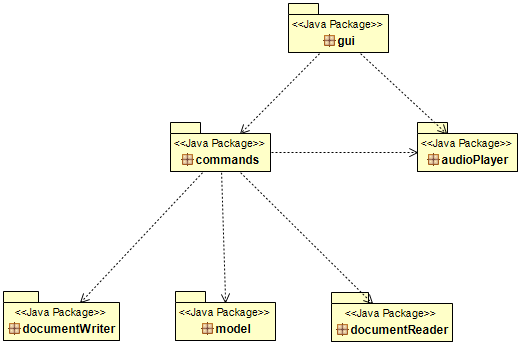 <<Java Package>>
gui
<<Java Package>>
commands
<<Java Package>>
audioPlayer
<<Java Package>>
documentWriter
<<Java Package>>
model
<<Java Package>>
documentReader